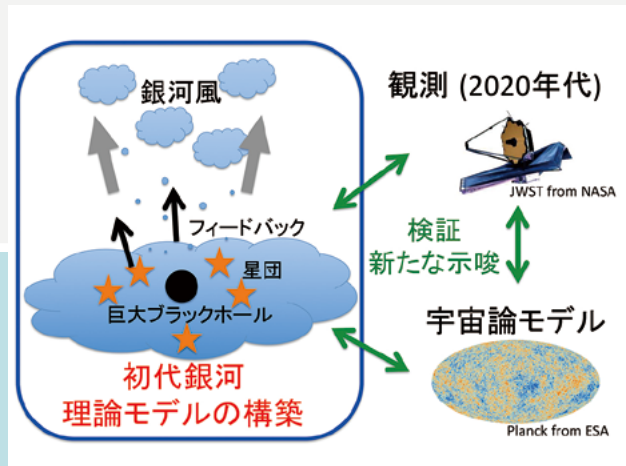 銀河風
フィードバック
星団
巨大ブラックホール
初代銀河
理論モデルの構築
観測 (2020年代)
JWST from NASA
検証
新たな示唆
宇宙論モデル
Planck from ESA